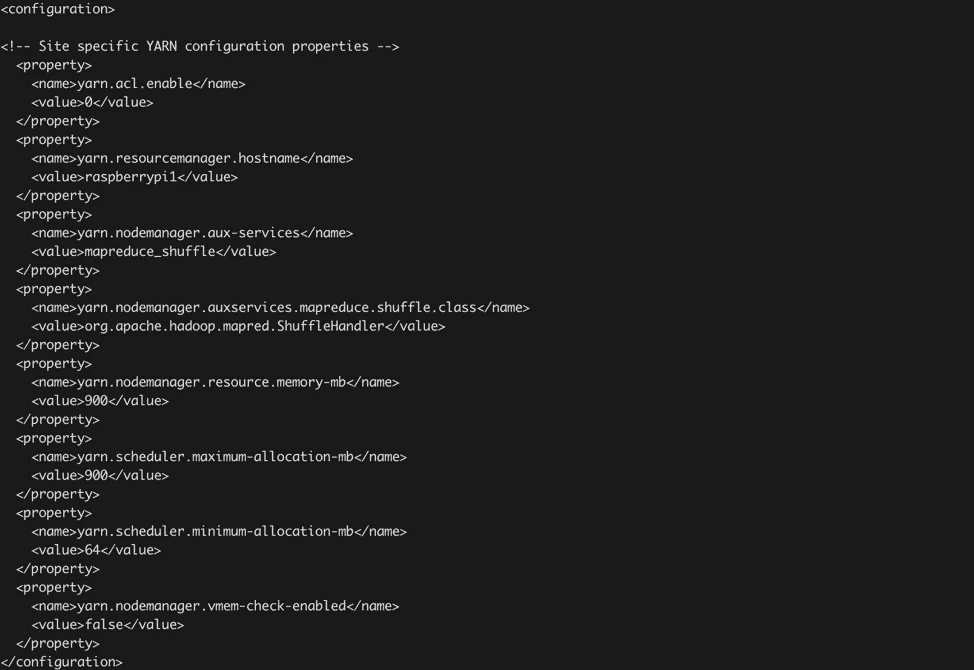 <configuration>
<!-- Site specific YARN configuration properties -->
<property>
<name>yarn.acl.enable</name>
<value>0</value>
</property>
<property>
<name>yarn.resourcemanager.hostname</name>
<value>raspberrypi1</value>
</property>
<property>
<name>yarn.nodemanager.aux-services</name>
<value>mapreduce_shuffle</value>
</property>
<property>
<name>yarn.nodemanager.auxservices.mapreduce.shuffle.class</name>
<value>org.apache.hadoop.mapred.ShuffleHandler</value>
</property>
<property>
<name>yarn.nodemanager.resource.memory-mb</name>
<value>900</value>
</property>
<property>
<name>yarn.scheduler.maximum-allocation-mb</name>
<value>900</value>
</property>
<property>
<name>yarn.scheduler.minimum-allocation-mb</name>
<value>64</value>
</property>
<property>
<name>yarn.nodemanager.vmem-check-enabled</name>
<value>false</value>
</property>
</configuration>